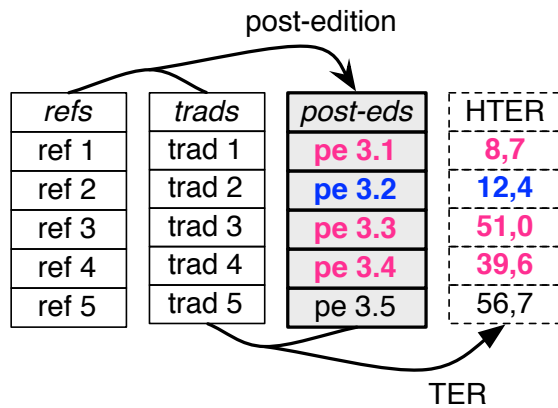 post-edition
refs trads post-eds HTER
ref 1 trad 1 pe 3.1 8,7
ref 2 trad 2 pe 3.2 12,4
ref 3 trad 3 pe 3.3 51,0
ref 4 trad 4 pe 3.4 39,6
ref 5 trad 5 pe 3.5 56,7
TER